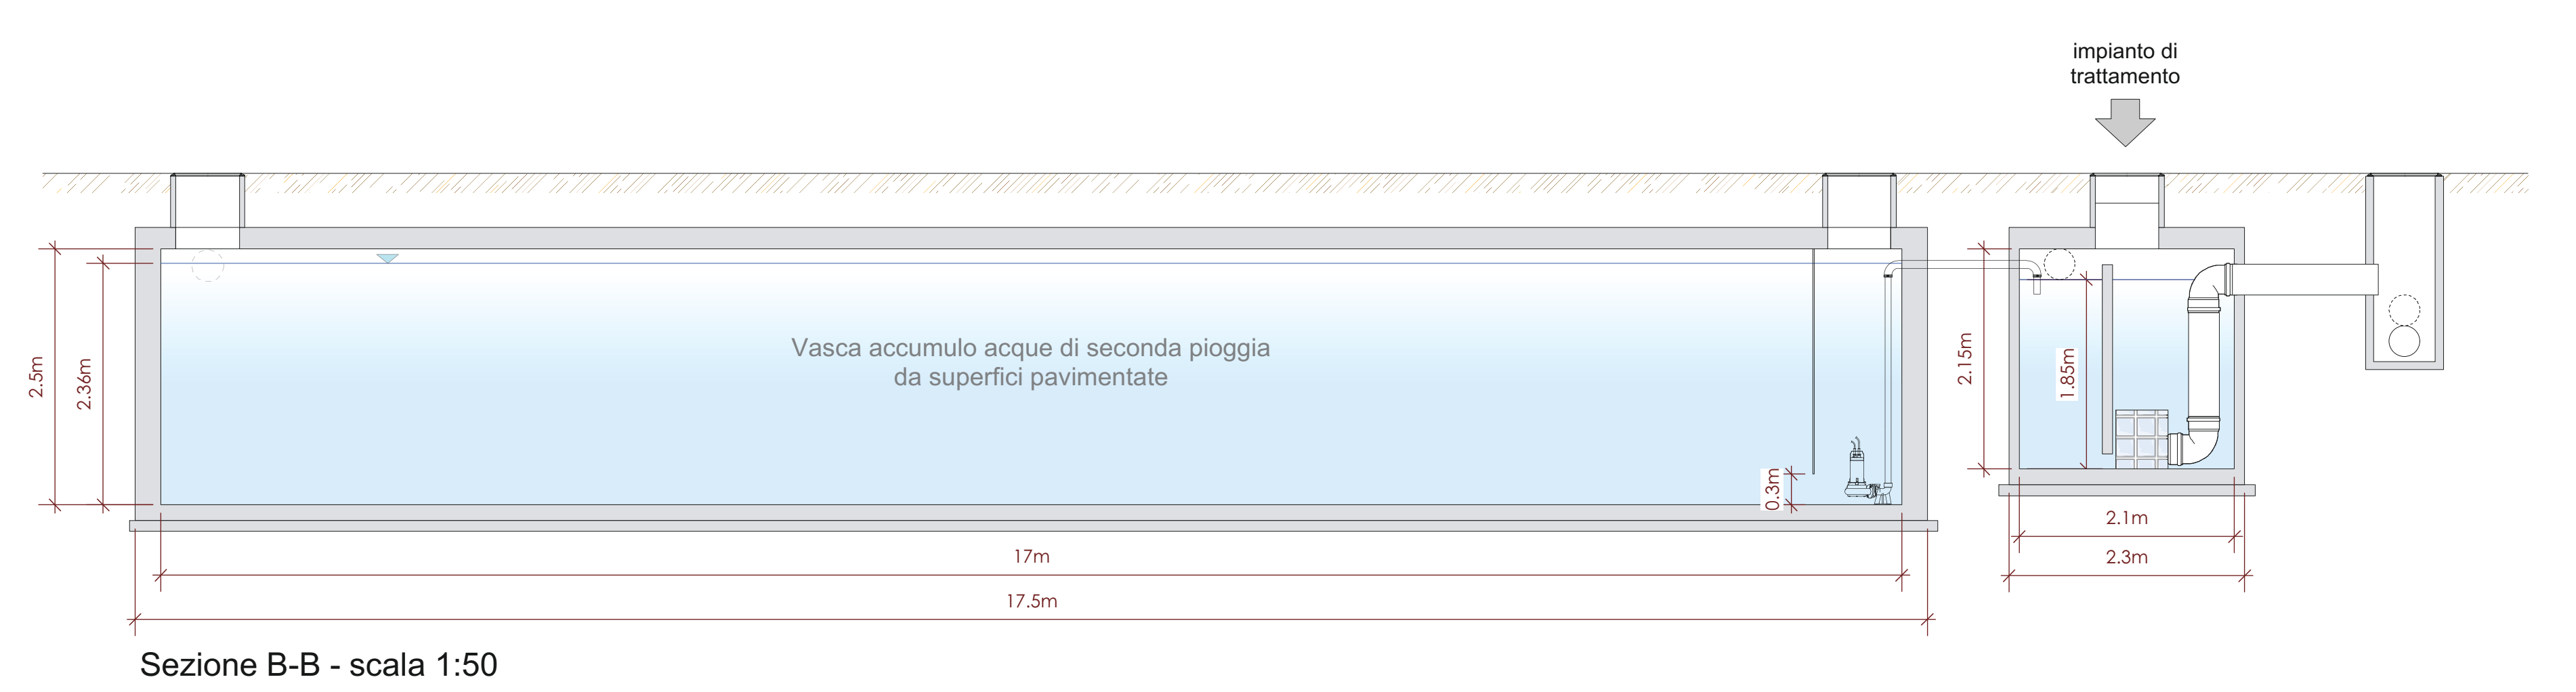 impianto di
trattamento
Vasca accumulo acque di seconda pioggia
da superfici pavimentate
2.5m
2.36m
0.3m
2.15m
1.85m
2.1m
2.3m
17m
17.5m
Sezione B-B - scala 1:50